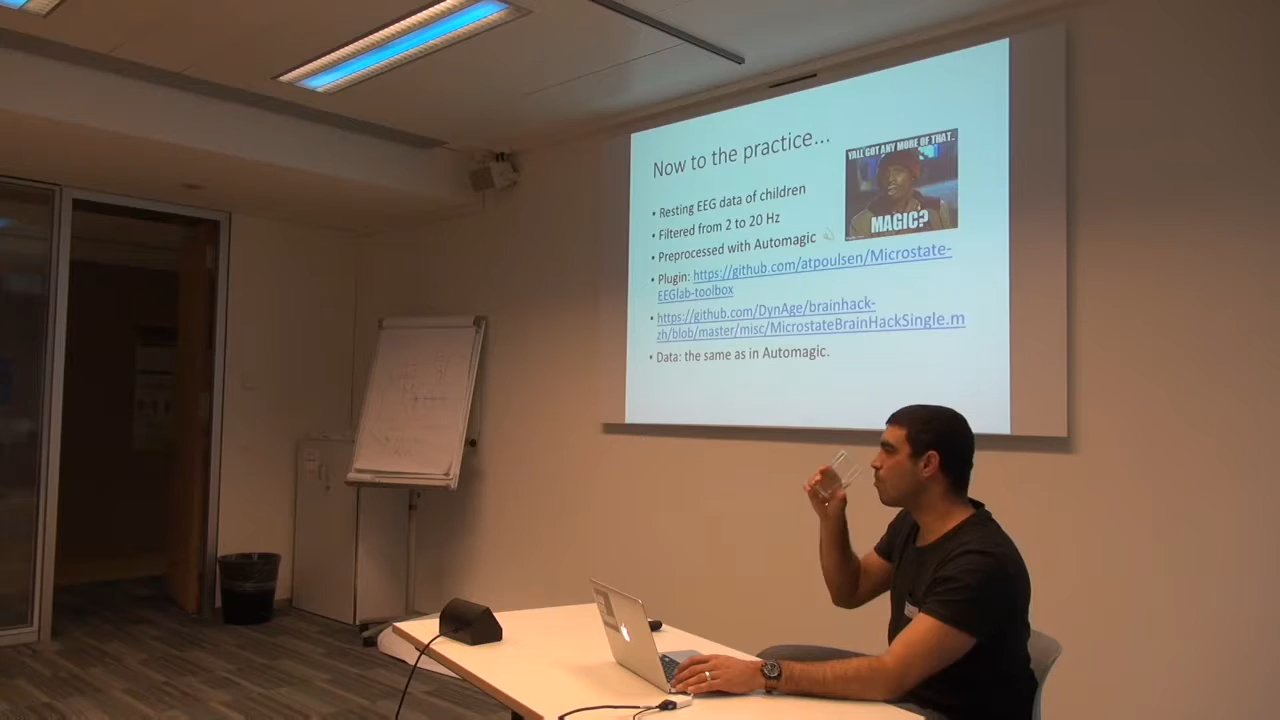 Now to the practice...
YALL GOT ANY MORE OF THAT.
MAGIC?
• Resting EEG data of children
• Filtered from 2 to 20 Hz
• Preprocessed with Automagic
• Plugin: https://github.com/atpoulsen/Microstate-
EEGlab-toolbox
• https://github.com/DynAge/brainhack-
zh/blob/master/misc/MicrostateBrainHackSingle.m
• Data: the same as in Automagic.